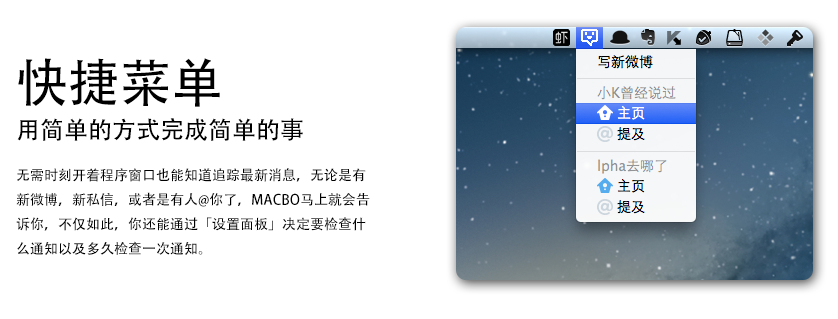 快捷菜单
用简单的方式完成简单的事
无需时刻开着程序窗口也能知道追踪最新消息，无论是有
新微博，新私信，或者是有人@你了，MACBO马上就会告
诉你，不仅如此，你还能通过「设置面板」决定要检查什
么通知以及多久检查一次通知。
虾
写新微博
小K曾经说过
主页
@ 提及
lpha去哪了
主页
@ 提及